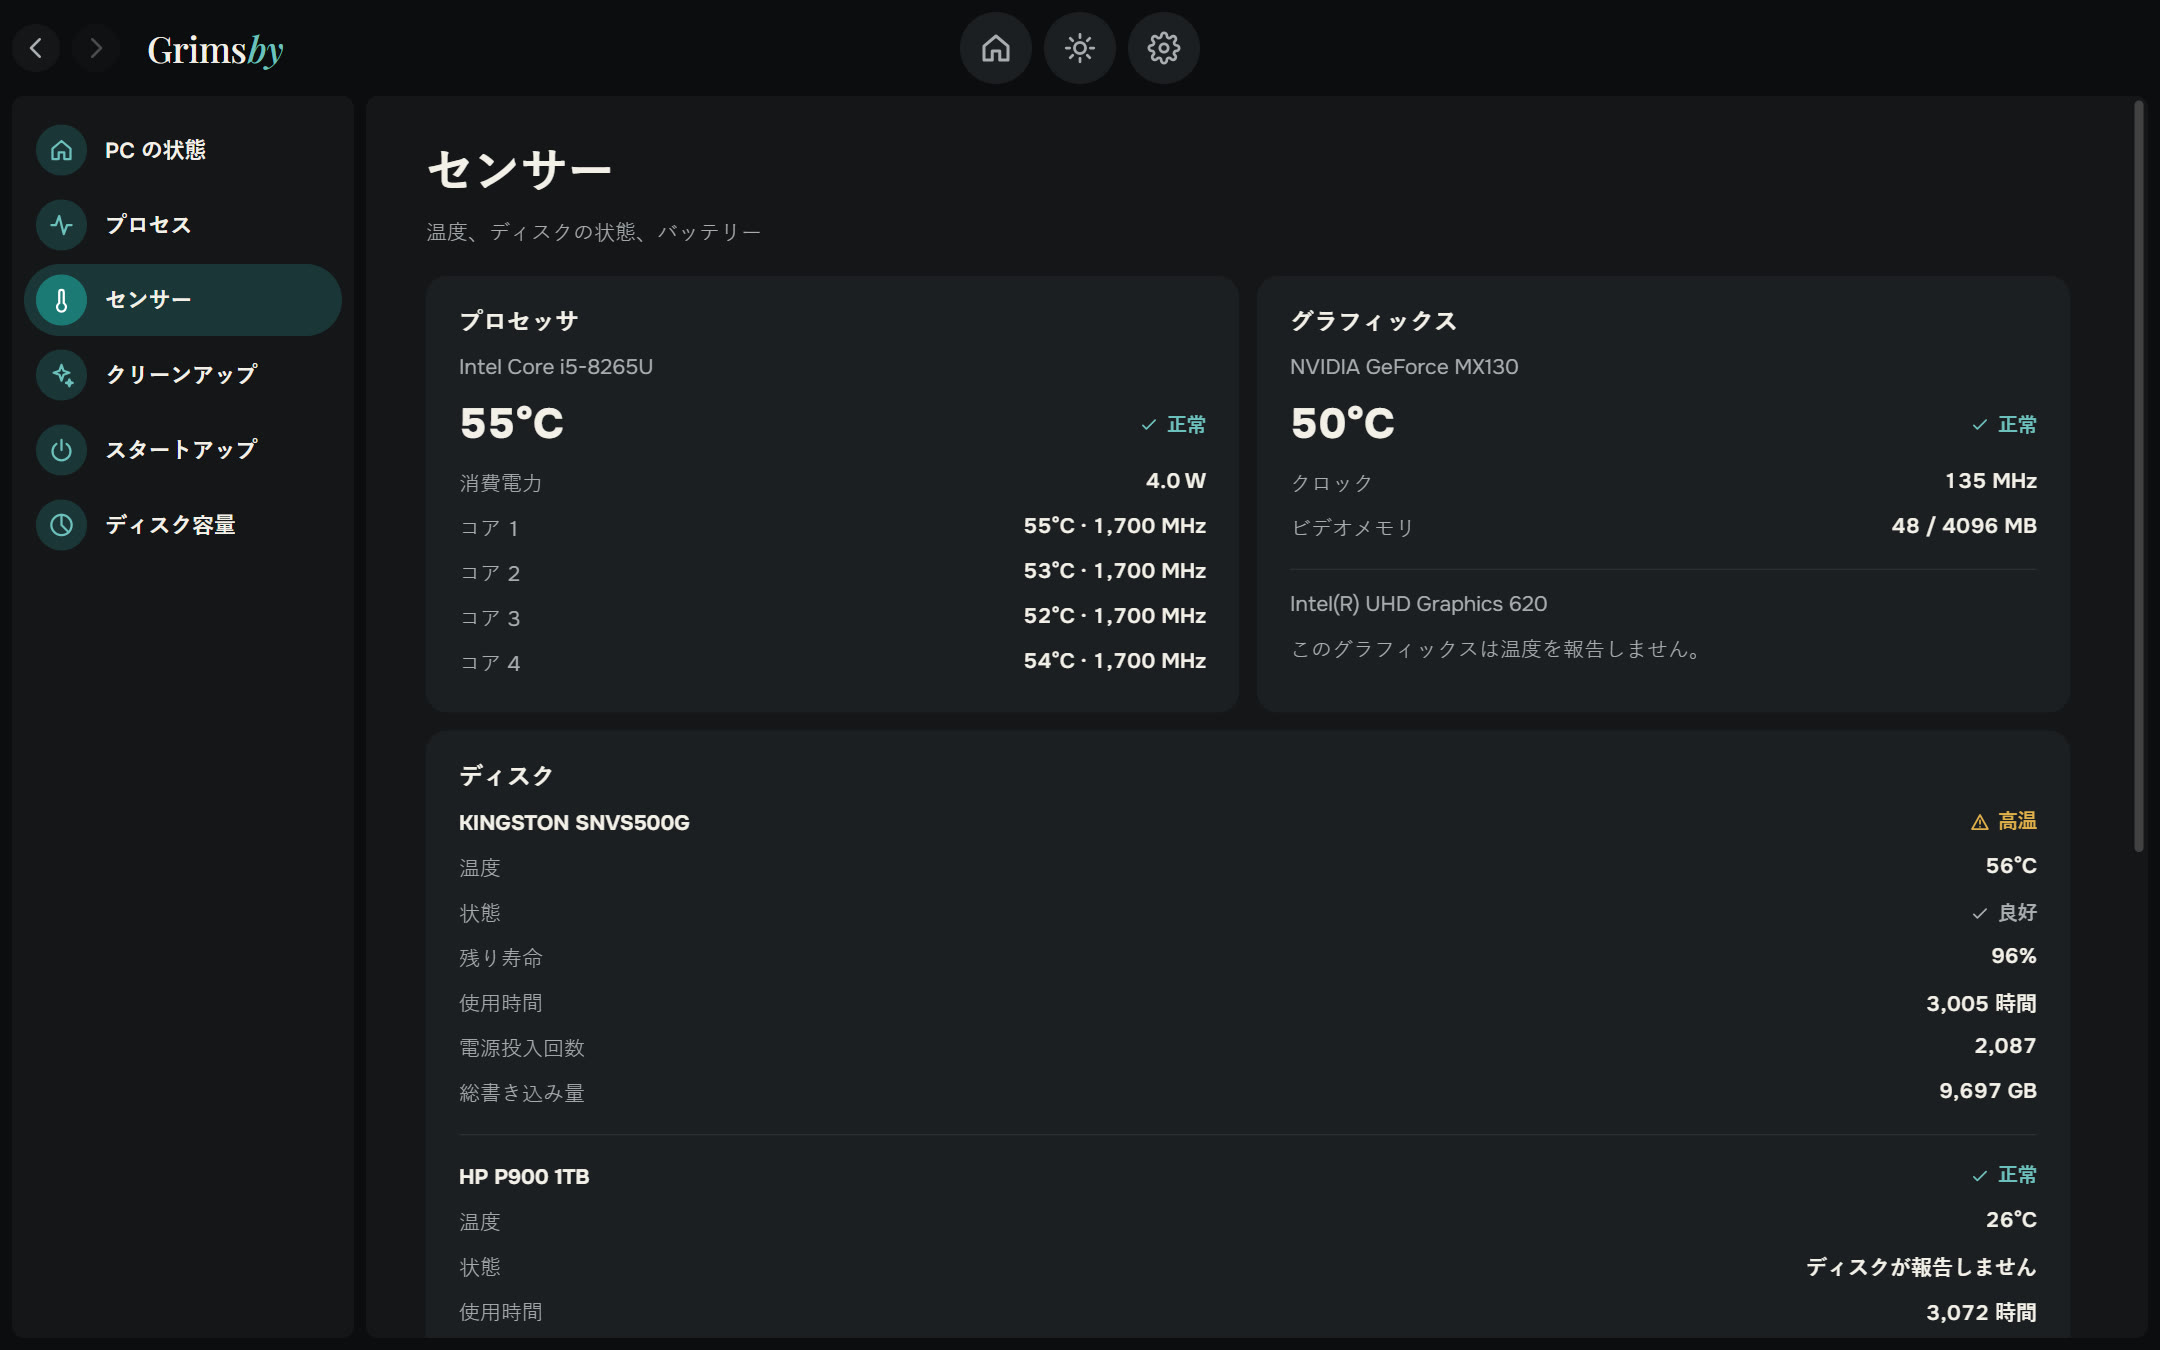 Grimsby
PC の状態
プロセス
センサー
クリーンアップ
スタートアップ
ディスク容量
センサー
温度、ディスクの状態、バッテリー
プロセッサ
Intel Core i5-8265U
55°C 正常
消費電力 4.0 W
コア 1 55°C · 1,700 MHz
コア 2 53°C · 1,700 MHz
コア 3 52°C · 1,700 MHz
コア 4 54°C · 1,700 MHz
グラフィックス
NVIDIA GeForce MX130
50°C 正常
クロック 135 MHz
ビデオメモリ 48 / 4096 MB
Intel(R) UHD Graphics 620
このグラフィックスは温度を報告しません。
ディスク
KINGSTON SNVS500G 高温
温度 56°C
状態 良好
残り寿命 96%
使用時間 3,005 時間
電源投入回数 2,087
総書き込み量 9,697 GB
HP P900 1TB 正常
温度 26°C
状態 ディスクが報告しません
使用時間 3,072 時間